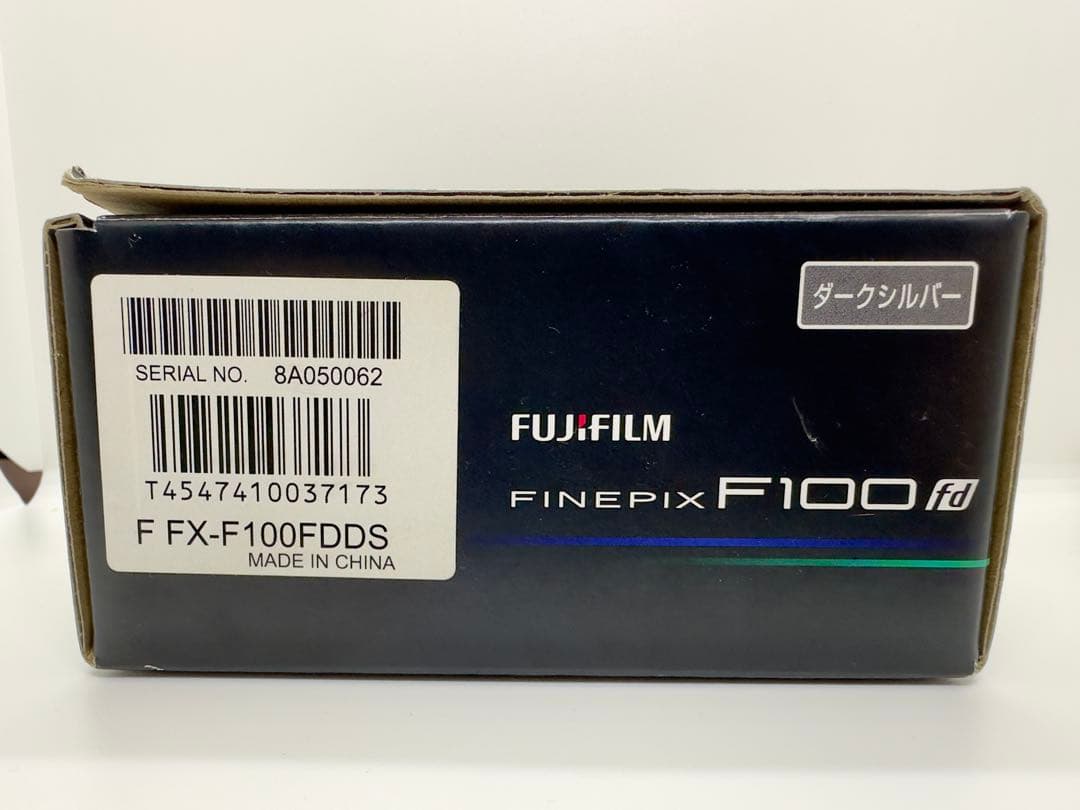 SERIAL NO. 8A050062
T4547410037173
F FX-F100FDDS
MADE IN CHINA
ダークシルバー
FUJIFILM
FINEPIX F100 fd